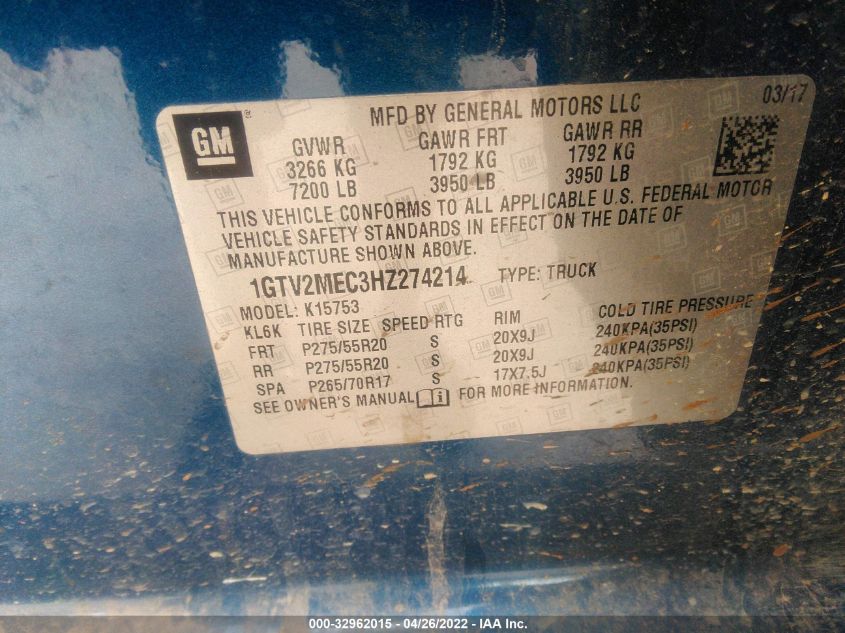 MFD BY GENERAL MOTORS LLC 03/17
GM ®
GVWR GAWR FRT GAWR RR
3266 KG 1792 KG 1792 KG
7200 LB 3950 LB 3950 LB
THIS VEHICLE CONFORMS TO ALL APPLICABLE U.S. FEDERAL MOTOR
VEHICLE SAFETY STANDARDS IN EFFECT ON THE DATE OF
MANUFACTURE SHOWN ABOVE.
1GTV2MEC3HZ274214 TYPE: TRUCK
MODEL: K15753
KL6K TIRE SIZE SPEED RTG RIM COLD TIRE PRESSURE
FRT P275/55R20 S 20X9J 240KPA(35PSI)
RR P275/55R20 S 20X9J 240KPA(35PSI)
SPA P265/70R17 S 17X7.5J 240KPA(35PSI)
SEE OWNER'S MANUAL FOR MORE INFORMATION.
000-32962015 - 04/26/2022 - IAA Inc.